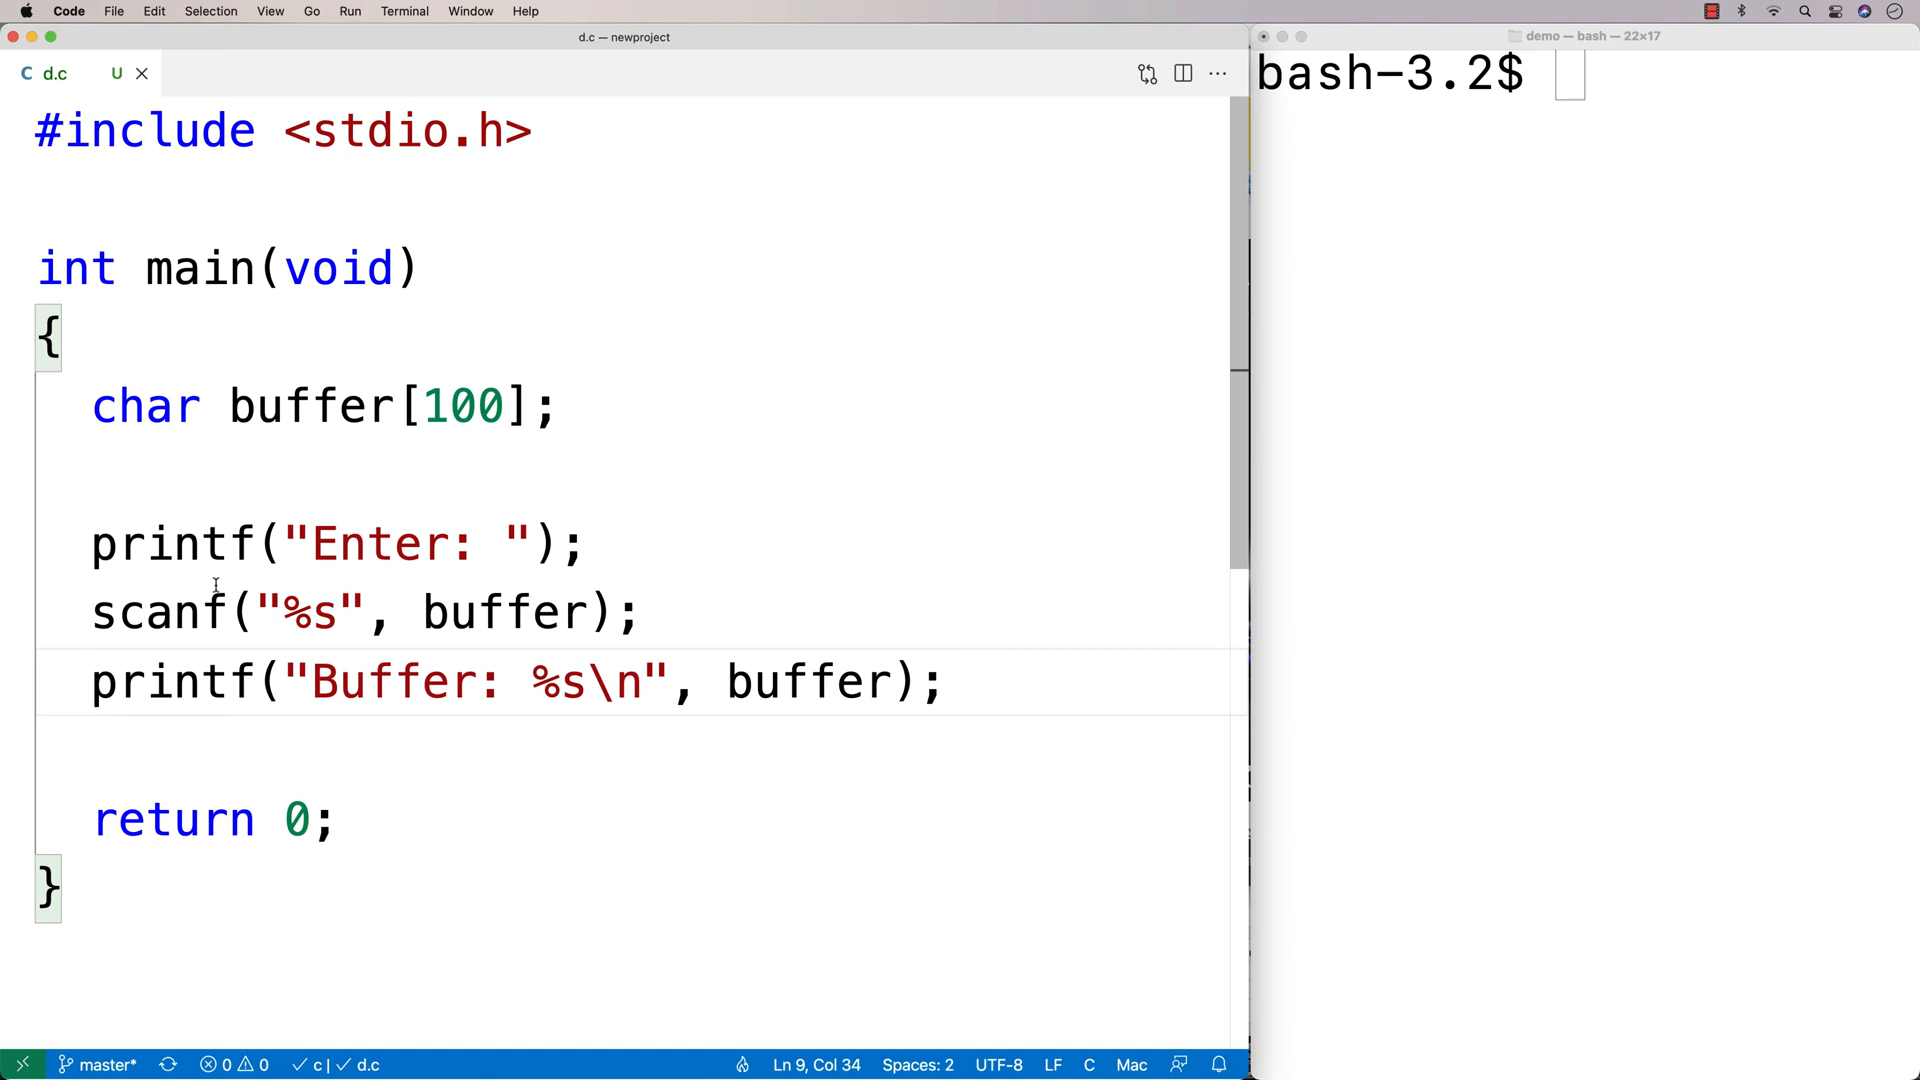 Code File Edit Selection View Go Run Terminal Window Help
d.c — newproject
demo — bash — 22×17
C d.c U
bash-3.2$
#include <stdio.h>
int main(void)
{
char buffer[100];
printf("Enter: ");
scanf("%s", buffer);
printf("Buffer: %s\n", buffer);
return 0;
}
master* 0 0 c | d.c Ln 9, Col 34 Spaces: 2 UTF-8 LF C Mac